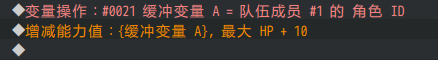 ◆变量操作：#0021 缓冲变量 A = 队伍成员 #1 的 角色 ID
◆增减能力值：{缓冲变量 A}, 最大 HP + 10
◆